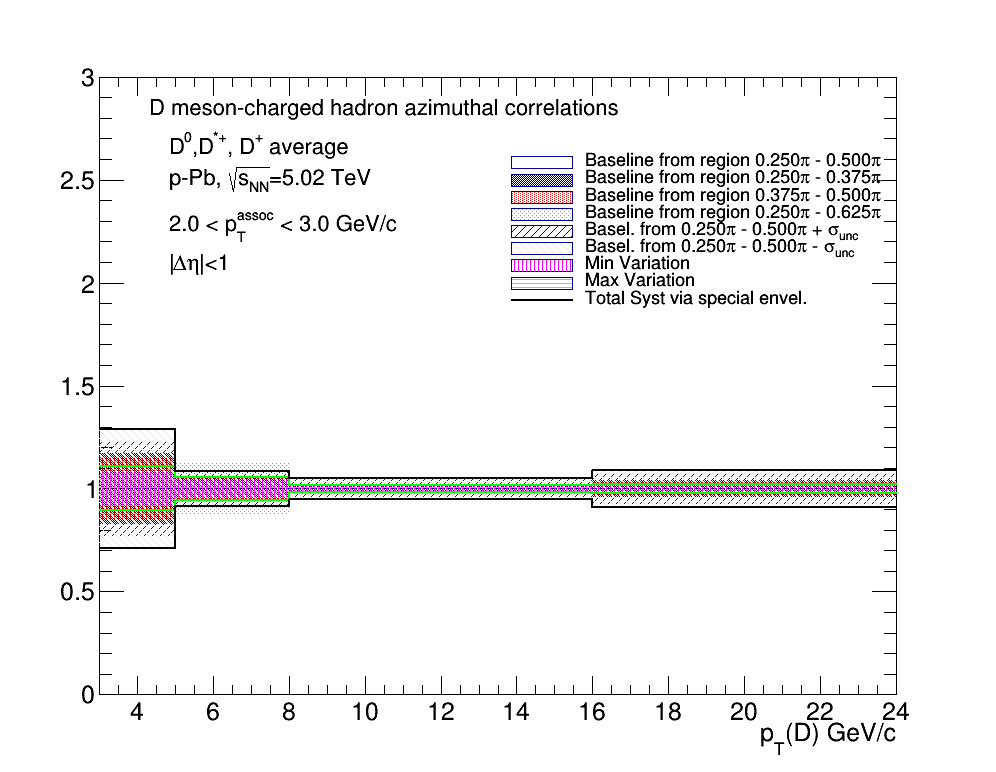 D meson-charged hadron azimuthal correlations
D⁰,D*⁺, D⁺ average
p-Pb, √sNN=5.02 TeV
2.0 < pTassoc < 3.0 GeV/c
|Δη|<1
Baseline from region 0.250π - 0.500π
Baseline from region 0.250π - 0.375π
Baseline from region 0.375π - 0.500π
Baseline from region 0.250π - 0.625π
Basel. from 0.250π - 0.500π + σunc
Basel. from 0.250π - 0.500π - σunc
Min Variation
Max Variation
Total Syst via special envel.
3
2.5
2
1.5
1
0.5
0
4 6 8 10 12 14 16 18 20 22 24
pT(D) GeV/c